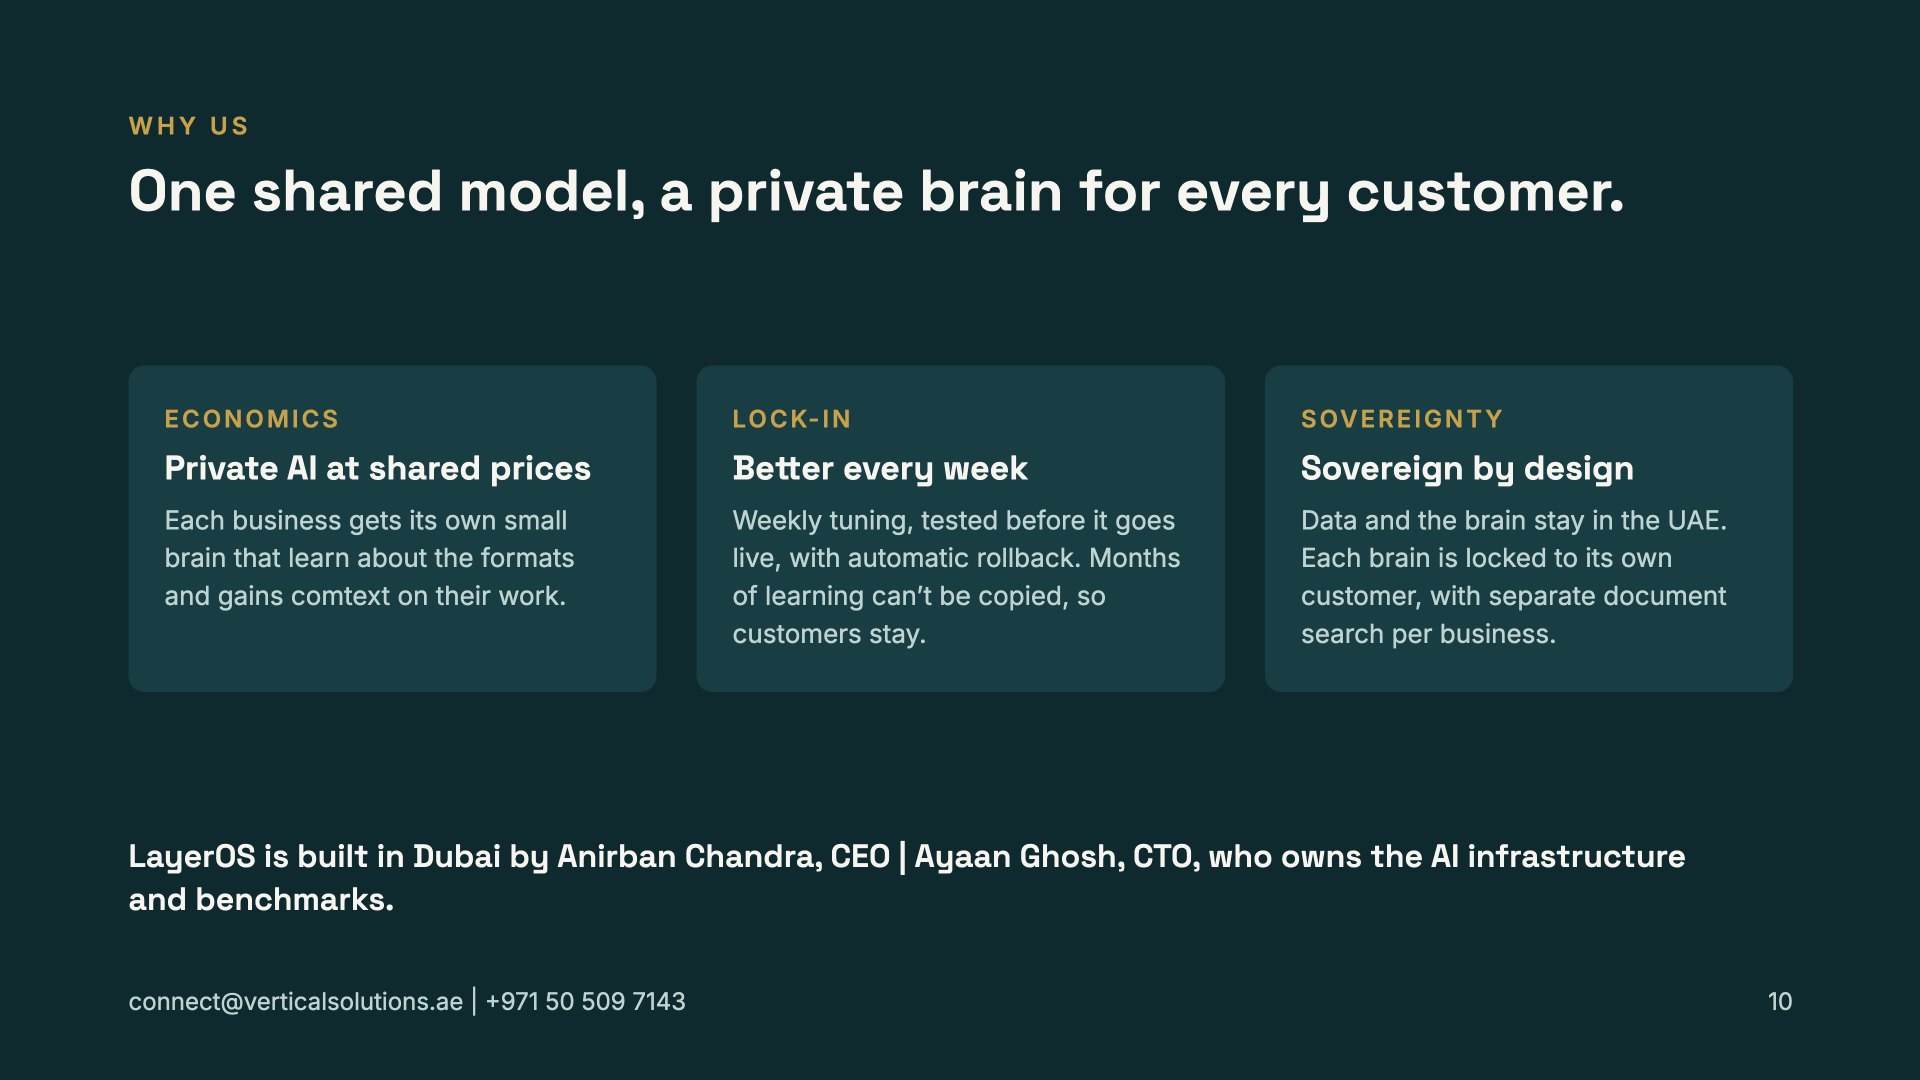 WHY US
One shared model, a private brain for every customer.
ECONOMICS
Private AI at shared prices
Each business gets its own small
brain that learn about the formats
and gains comtext on their work.
LOCK-IN
Better every week
Weekly tuning, tested before it goes
live, with automatic rollback. Months
of learning can’t be copied, so
customers stay.
SOVEREIGNTY
Sovereign by design
Data and the brain stay in the UAE.
Each brain is locked to its own
customer, with separate document
search per business.
LayerOS is built in Dubai by Anirban Chandra, CEO | Ayaan Ghosh, CTO, who owns the AI infrastructure
and benchmarks.
connect@verticalsolutions.ae | +971 50 509 7143
10